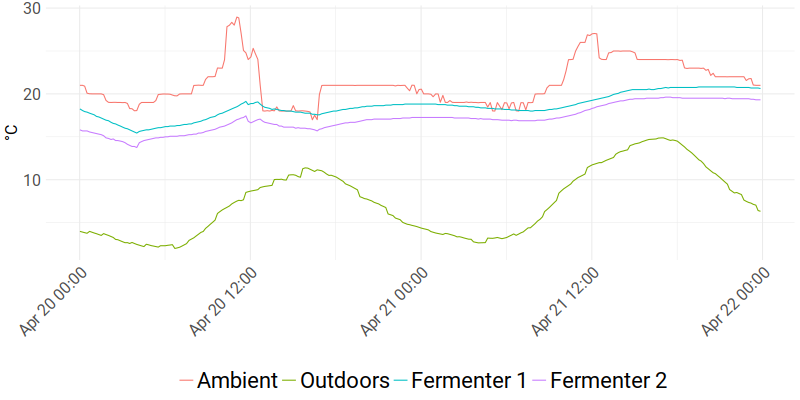 30
20
10
°C
Apr 20 00:00
Apr 20 12:00
Apr 21 00:00
Apr 21 12:00
Apr 22 00:00
Ambient Outdoors Fermenter 1 Fermenter 2